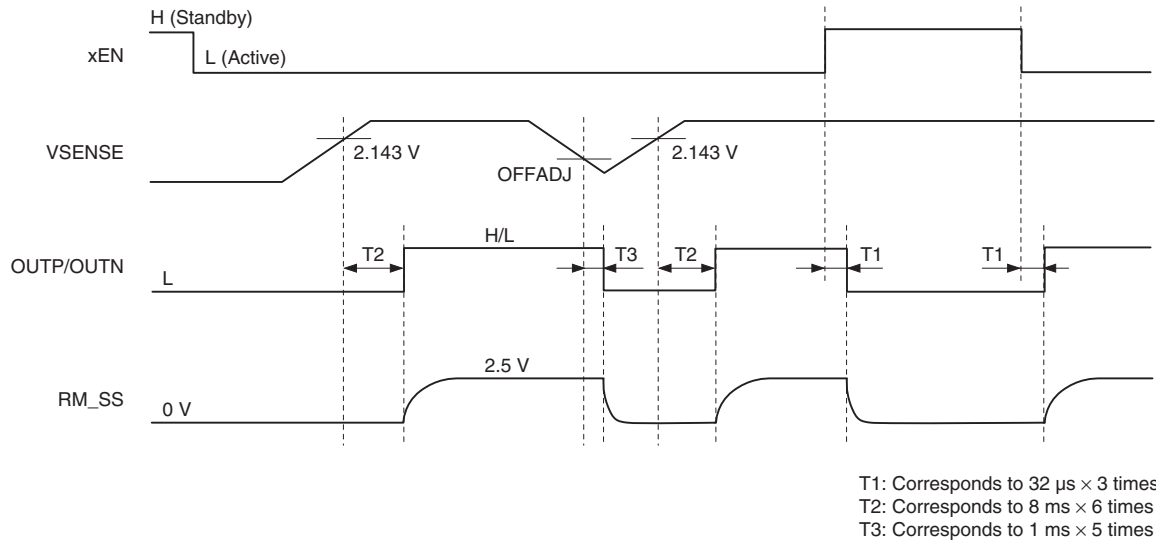 H (Standby)
xEN
L (Active)
VSENSE
2.143 V
OFFADJ
2.143 V
H/L
T2
T3
T2
T1
T1
OUTP/OUTN
L
2.5 V
RM_SS
0 V
T1: Corresponds to 32 μs × 3 times
T2: Corresponds to 8 ms × 6 times
T3: Corresponds to 1 ms × 5 times